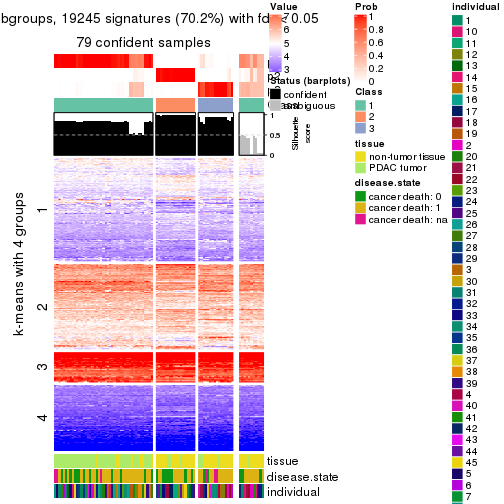 bgroups, 19245 signatures (70.2%) with fdr < 0.05
79 confident samples
p2
Silhouette
score
1
0.5
0
k-means with 4 groups
1
2
3
4
tissue
disease.state
individual
Value
6
5
4
3
Status (barplots)
confident
ambiguous
Prob
1
0.8
0.6
0.4
0.2
0
Class
1
2
3
tissue
non-tumor tissue
PDAC tumor
disease.state
cancer death: 0
cancer death: 1
cancer death: na
individual
1
10
11
12
13
14
15
16
17
18
19
2
20
21
22
23
24
25
26
27
28
29
3
30
31
32
33
34
35
36
37
38
39
4
40
41
42
43
44
45
5
6
7